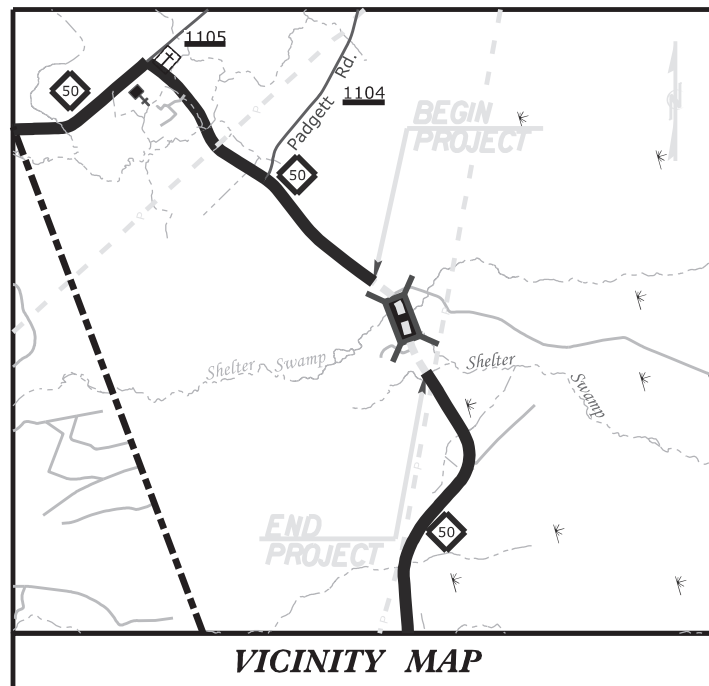 1105
50
Padgett Rd.
1104
BEGIN
PROJECT
50
P
P
Shelter Swamp
Shelter
Swamp
P
END
PROJECT
50
P
VICINITY MAP